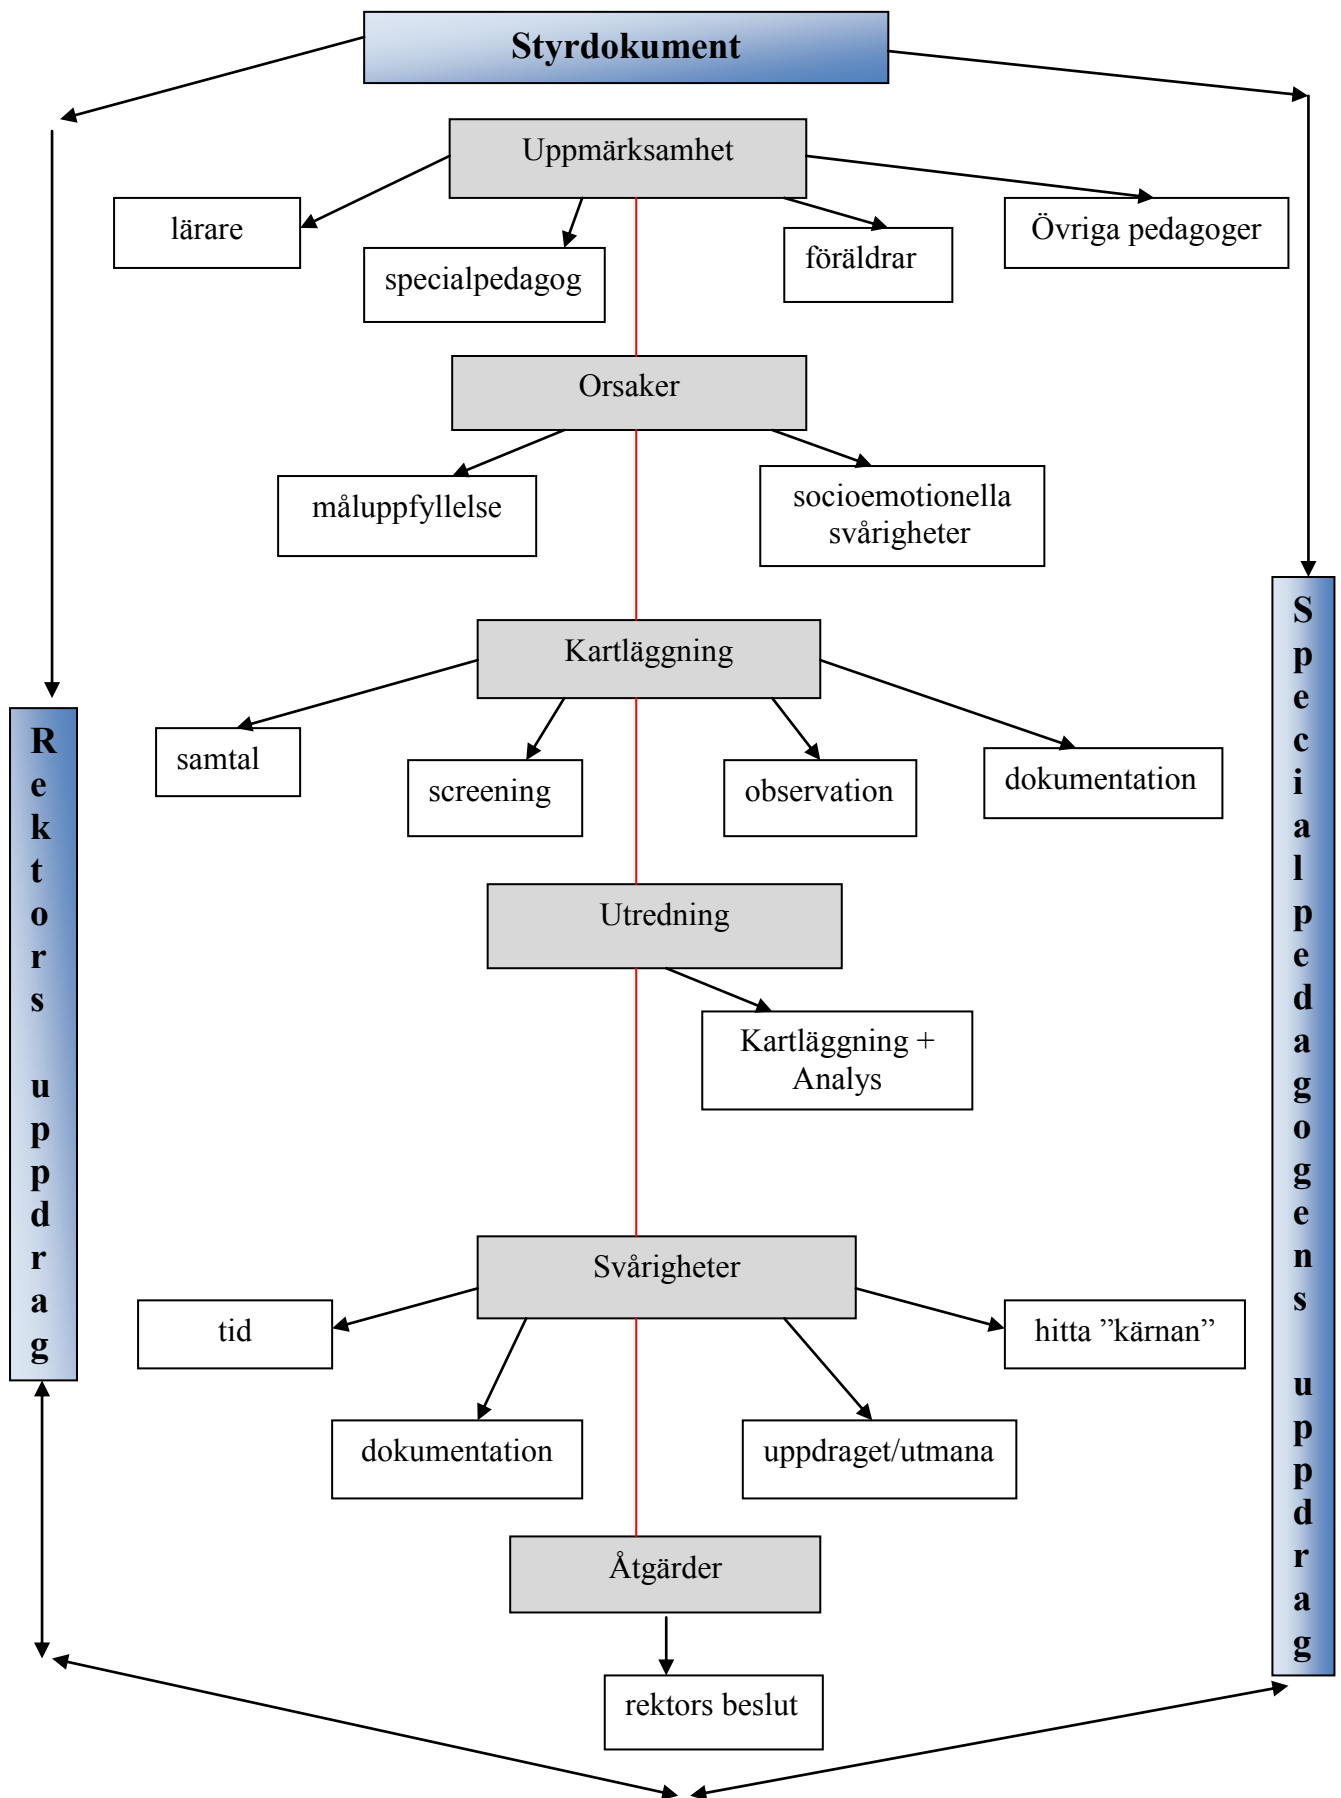 Styrdokument
Uppmärksamhet
lärare
specialpedagog
föräldrar
Övriga pedagoger
Orsaker
måluppfyllelse
socioemotionella
svårigheter
Kartläggning
samtal
screening
observation
dokumentation
Utredning
Kartläggning +
Analys
Svårigheter
tid
dokumentation
uppdraget/utmana
hitta ”kärnan”
Åtgärder
rektors beslut
Rektors uppdrag
Specialpedagogens uppdrag